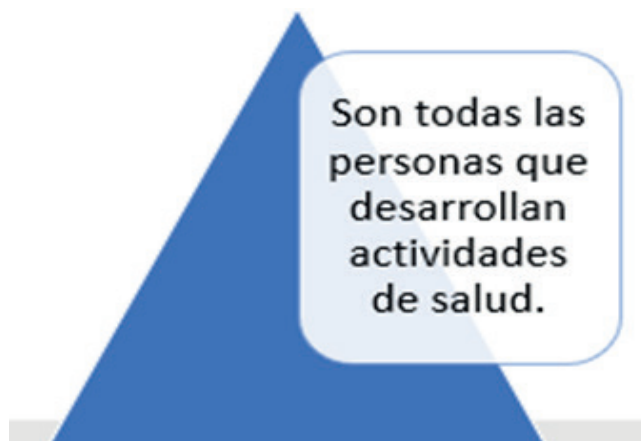 Son todas las
personas que
desarrollan
actividades
de salud.